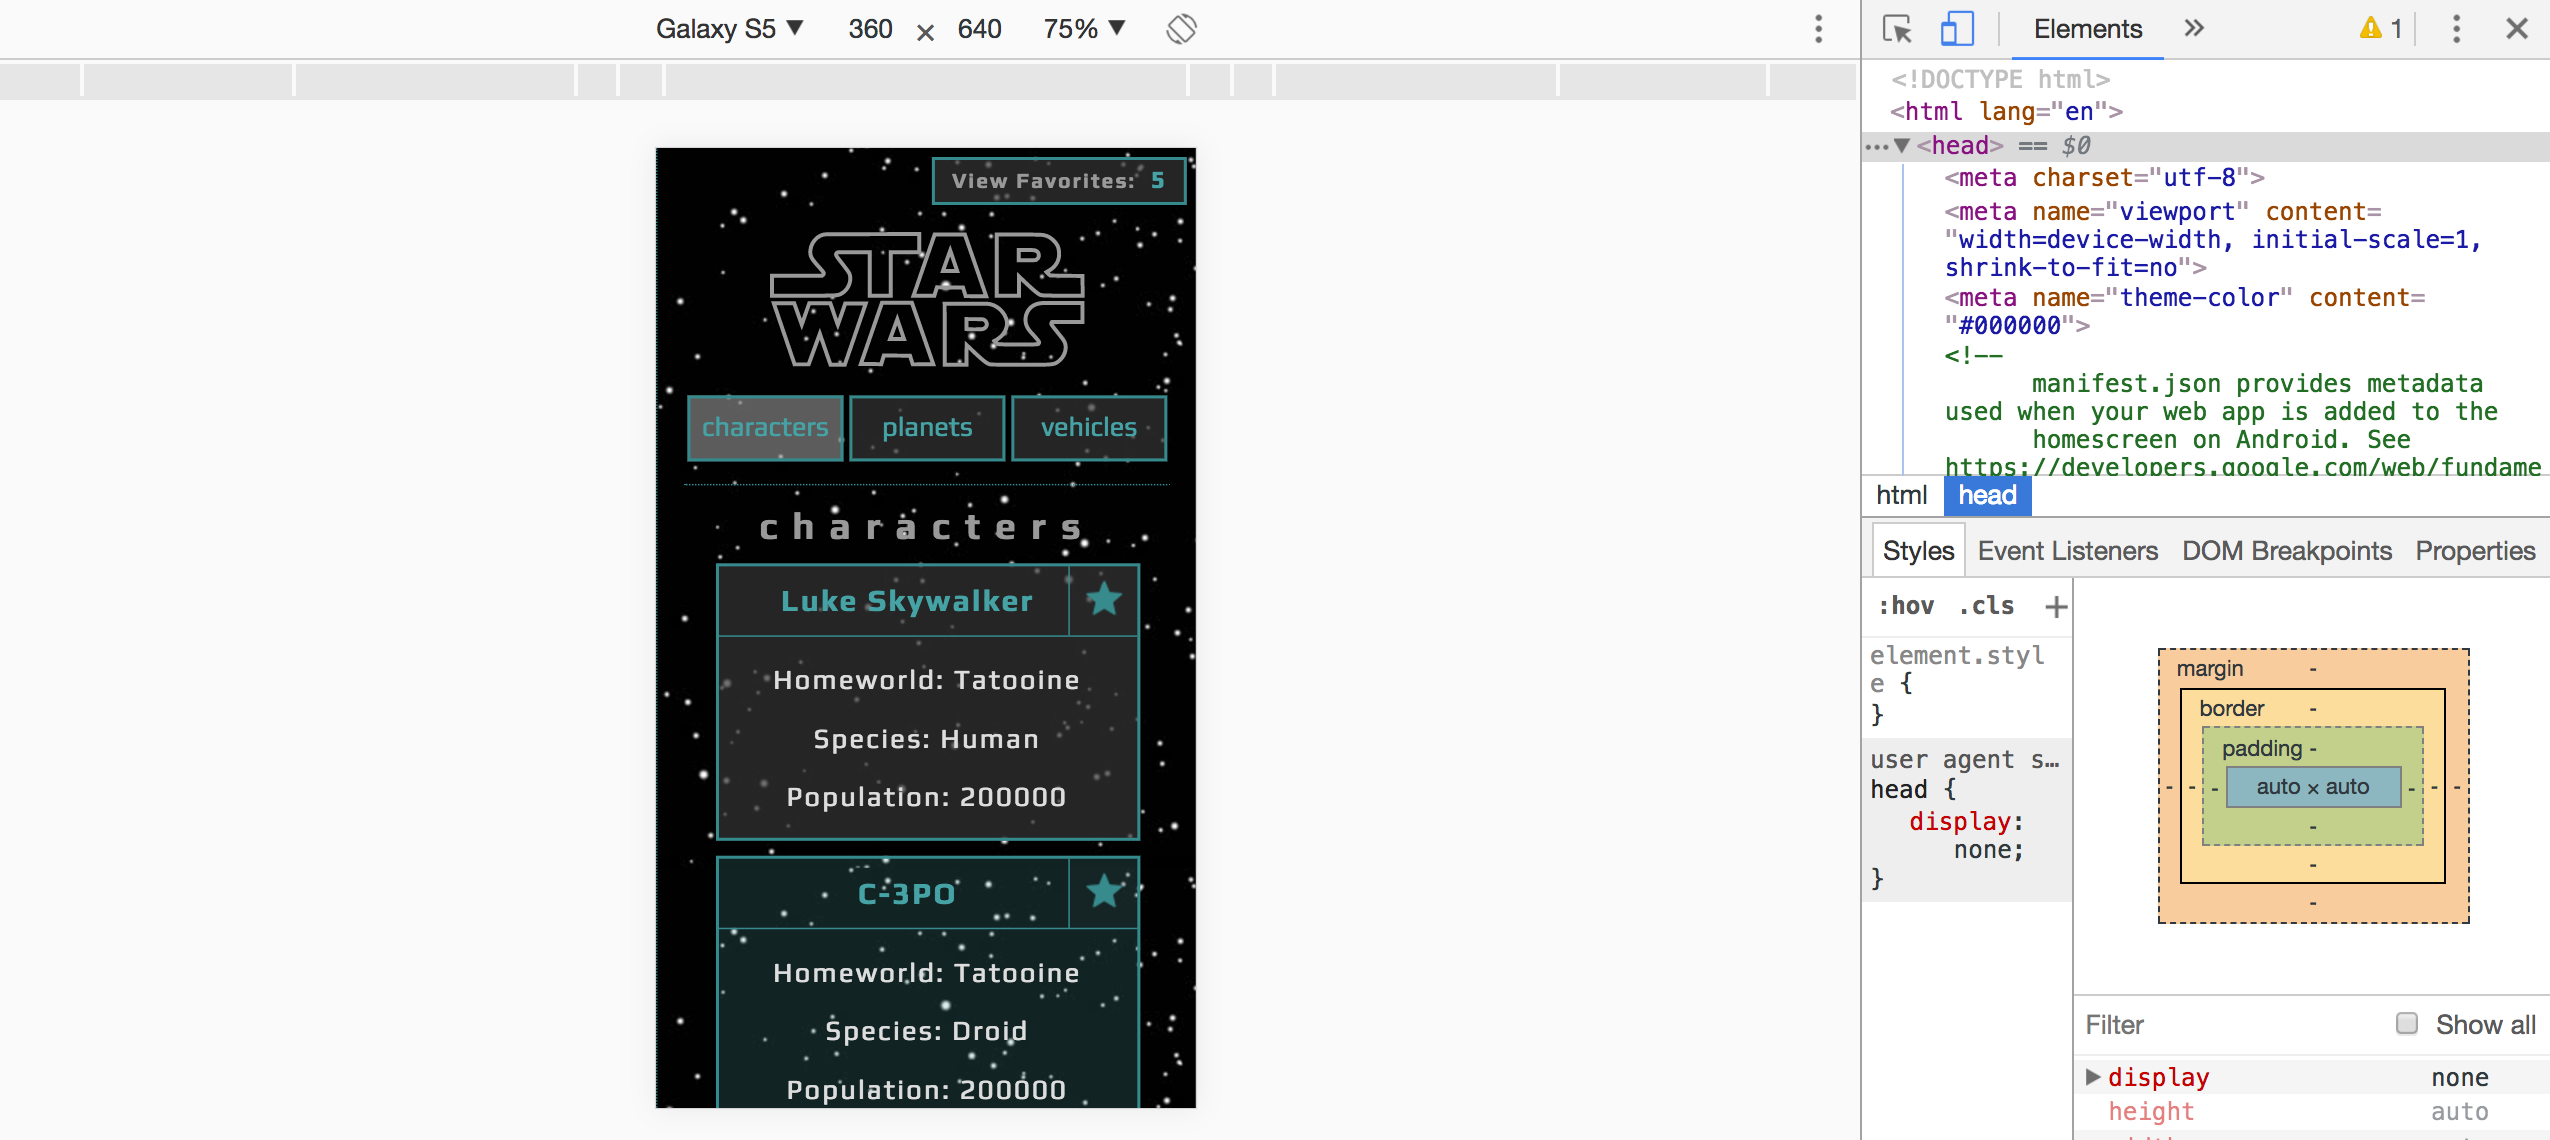 Galaxy S5 ▼ 360 × 640 75% ▼
View Favorites: 5
STAR
WARS
characters planets vehicles
characters
Luke Skywalker
Homeworld: Tatooine
Species: Human
Population: 200000
C-3PO
Homeworld: Tatooine
Species: Droid
Population: 200000
Elements » 1
<!DOCTYPE html>
<html lang="en">
…▼<head> == $0
<meta charset="utf-8">
<meta name="viewport" content=
"width=device-width, initial-scale=1,
shrink-to-fit=no">
<meta name="theme-color" content=
"#000000">
<!--
manifest.json provides metadata
used when your web app is added to the
homescreen on Android. See
https://developers.google.com/web/fundame
html head
Styles Event Listeners DOM Breakpoints Properties
:hov .cls +
element.styl
e {
}
user agent s…
head {
display:
none;
}
margin -
border -
padding -
- - - auto × auto - - -
-
-
-
Filter Show all
▶ display none
height auto